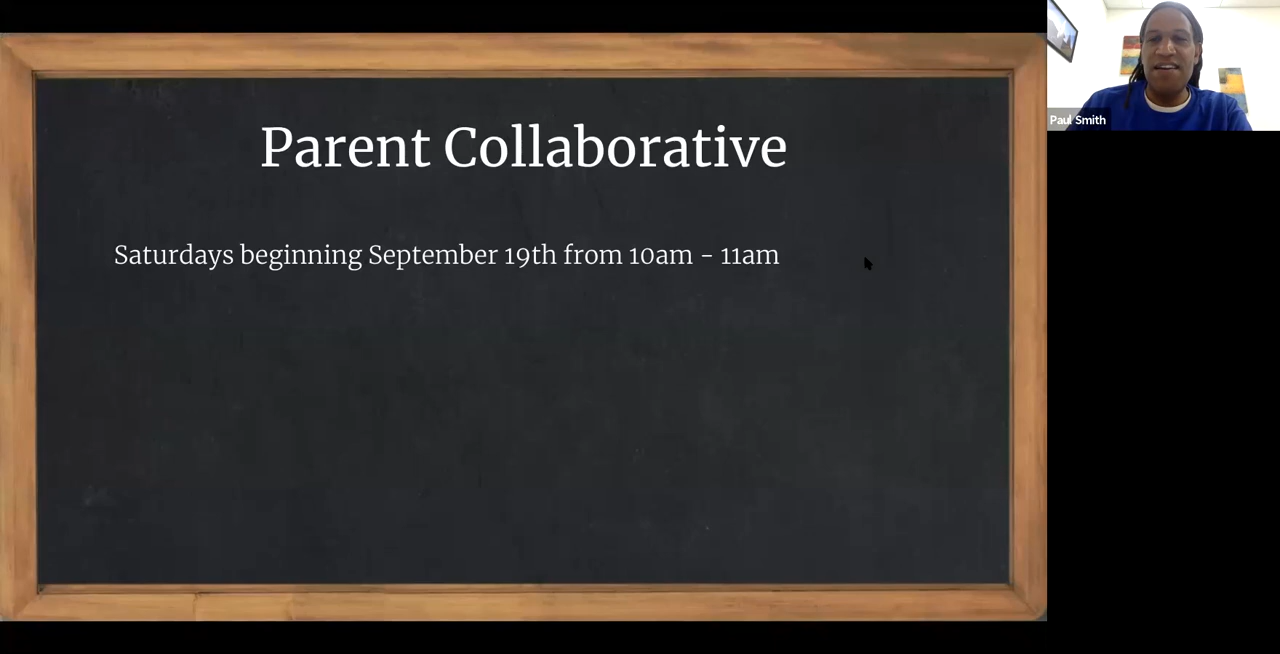 Parent Collaborative
Saturdays beginning September 19th from 10am - 11am
Paul Smith